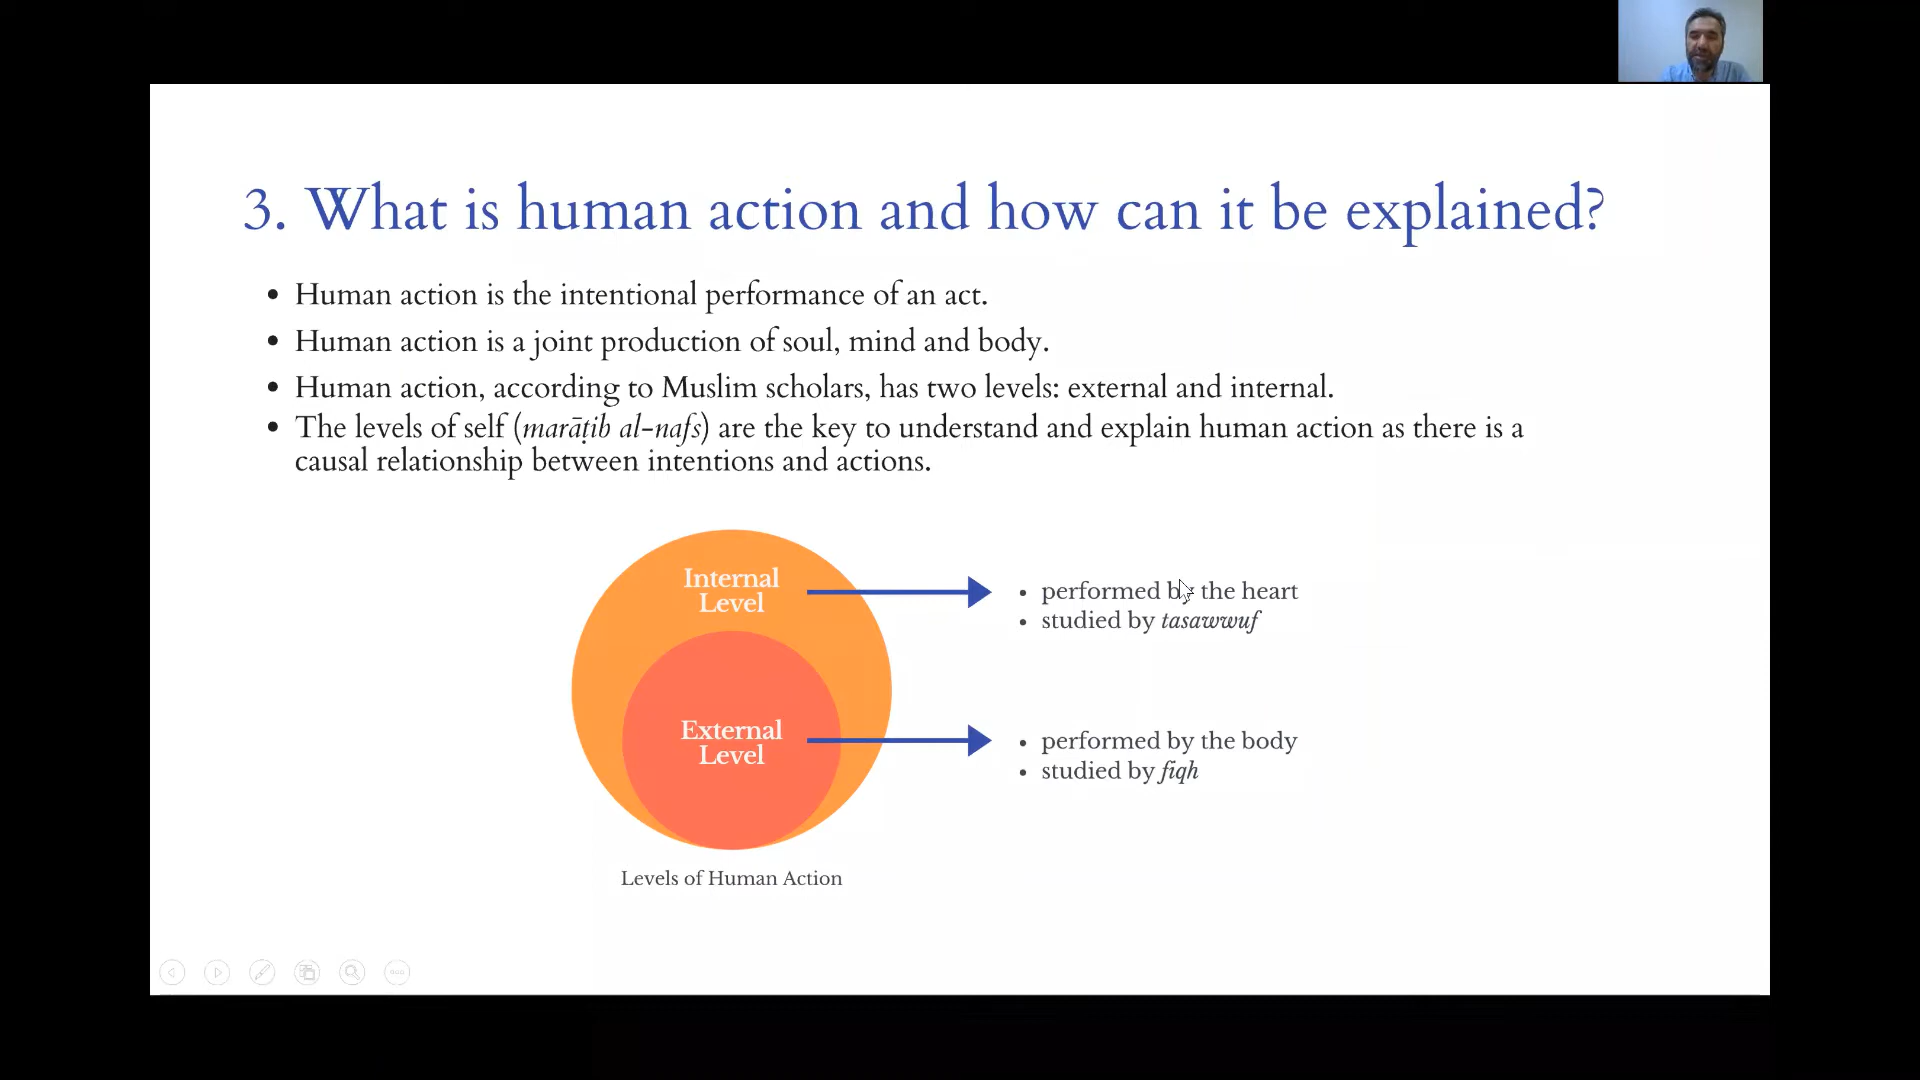 3. What is human action and how can it be explained?
• Human action is the intentional performance of an act.
• Human action is a joint production of soul, mind and body.
• Human action, according to Muslim scholars, has two levels: external and internal.
• The levels of self (marāṭib al-nafs) are the key to understand and explain human action as there is a
causal relationship between intentions and actions.
Internal
Level
• performed by the heart
• studied by tasawwuf
External
Level
• performed by the body
• studied by fiqh
Levels of Human Action